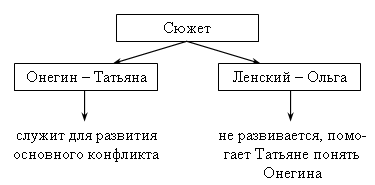 Сюжет
Онегин – Татьяна
Ленский – Ольга
служит для развития
основного конфликта
не развивается, помо-
гает Татьяне понять
Онегина